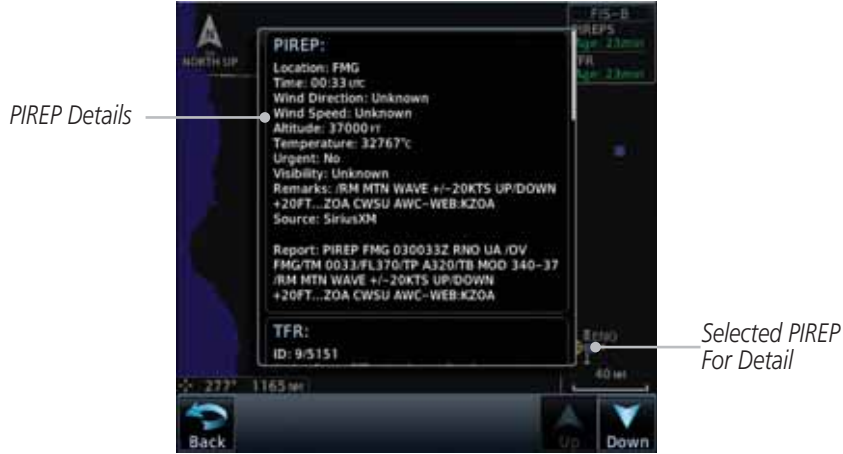 FIS-B
PIREPS
Age: 23min
TFR
Age: 23min
NORTH UP
PIREP:
Location: FMG
Time: 00:33 UTC
Wind Direction: Unknown
Wind Speed: Unknown
Altitude: 37000 FT
Temperature: 32767°C
Urgent: No
Visibility: Unknown
Remarks: /RM MTN WAVE +/-20KTS UP/DOWN
+20FT...ZOA CWSU AWC-WEB:KZOA
Source: SiriusXM
Report: PIREP FMG 030033Z RNO UA /OV
FMG/TM 0033/FL370/TP A320/TB MOD 340-37
/RM MTN WAVE +/-20KTS UP/DOWN
+20FT...ZOA CWSU AWC-WEB:KZOA
TFR:
ID: 9/5151
PIREP Details
Selected PIREP
For Detail
RNO
40 NM
277° 1165 NM
Back
Up
Down